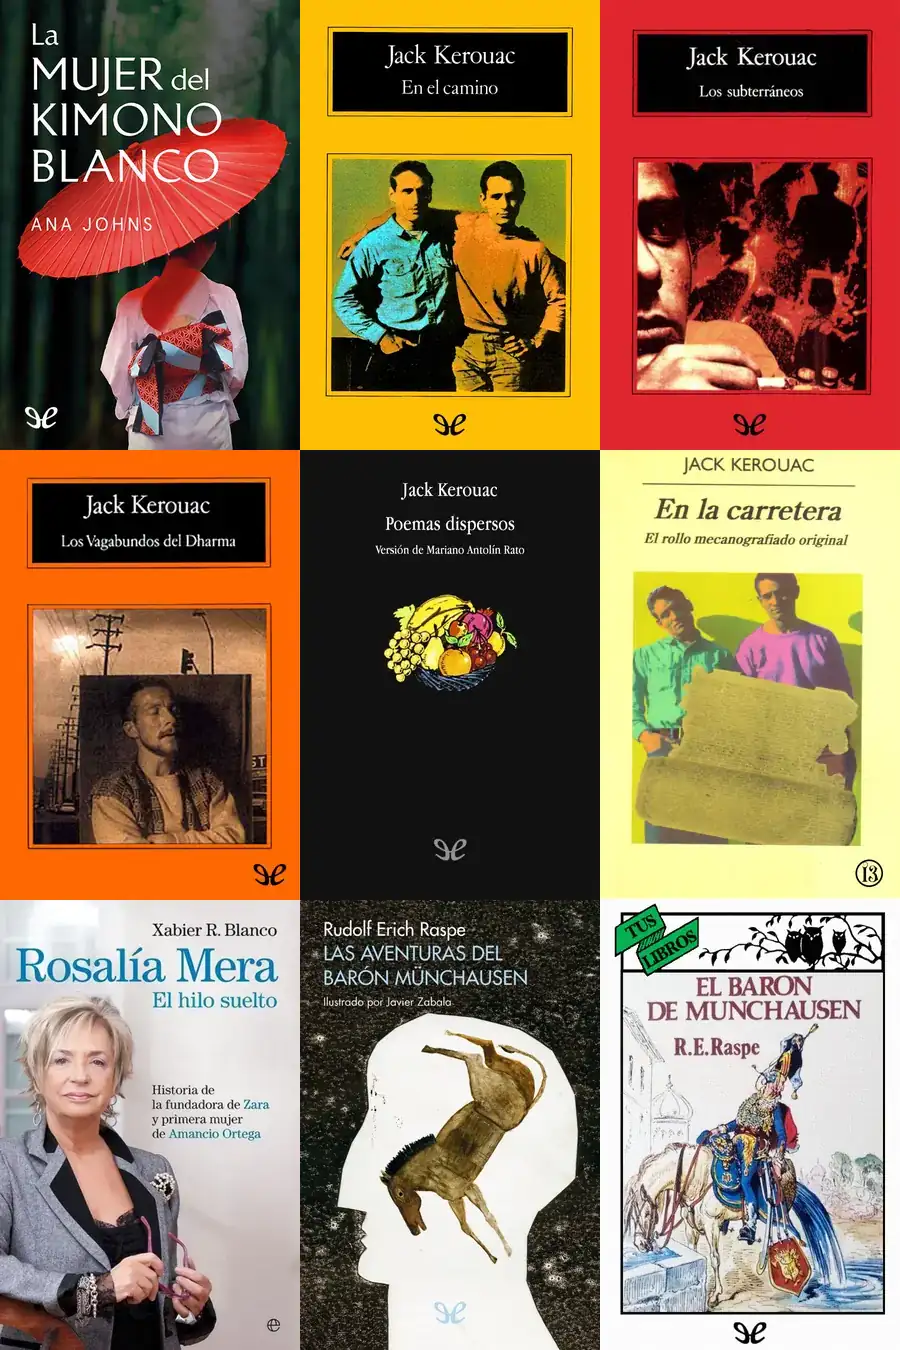 La
MUJER del
KIMONO
BLANCO
ANA JOHNS
Jack Kerouac
En el camino
Jack Kerouac
Los subterráneos
Jack Kerouac
Los Vagabundos del Dharma
Jack Kerouac
Poemas dispersos
Versión de Mariano Antolín Rato
JACK KEROUAC
En la carretera
El rollo mecanografiado original
13
Xabier R. Blanco
Rosalía Mera
El hilo suelto
Historia de
la fundadora de Zara
y primera mujer
de Amancio Ortega
e
Rudolf Erich Raspe
LAS AVENTURAS DEL
BARÓN MÜNCHAUSEN
Ilustrado por Javier Zabala
TUS
LIBROS
EL BARON
DE MUNCHAUSEN
R.E.Raspe